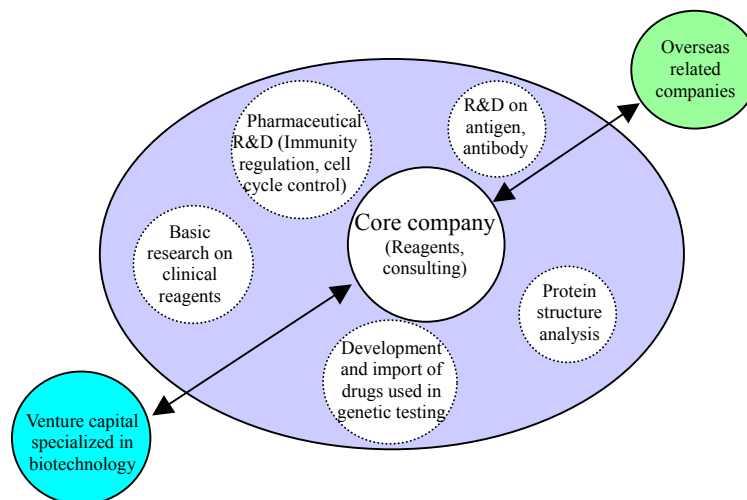 Overseas
related
companies
Pharmaceutical
R&D (Immunity
regulation, cell
cycle control)
R&D on
antigen,
antibody
Core company
(Reagents,
consulting)
Basic
research on
clinical
reagents
Protein
structure
analysis
Development
and import of
drugs used in
genetic testing
Venture capital
specialized in
biotechnology